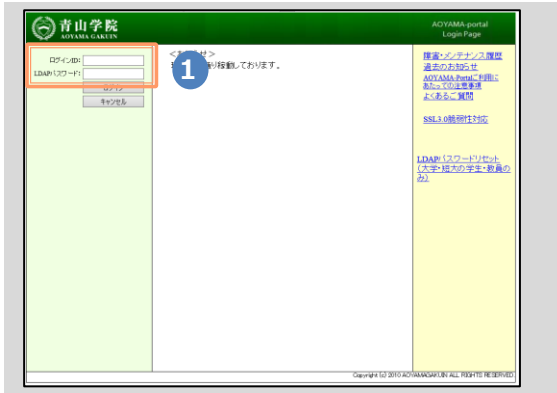 青山学院
AOYAMA GAKUIN
AOYAMA-portal
Login Page
ログインID:
LDAPパスワード:
ログイン
キャンセル
1
せ>
り稼動しております。
障害・メンテナンス履歴
過去のお知らせ
AOYAMA-Portalご利用に
あたっての注意事項
よくあるご質問
SSL3.0脆弱性対応
LDAPパスワードリセット
(大学・短大の学生・教員の
み)
Copyright (c) 2010 AOYAMAGAKUIN ALL RIGHTS RESERVED.